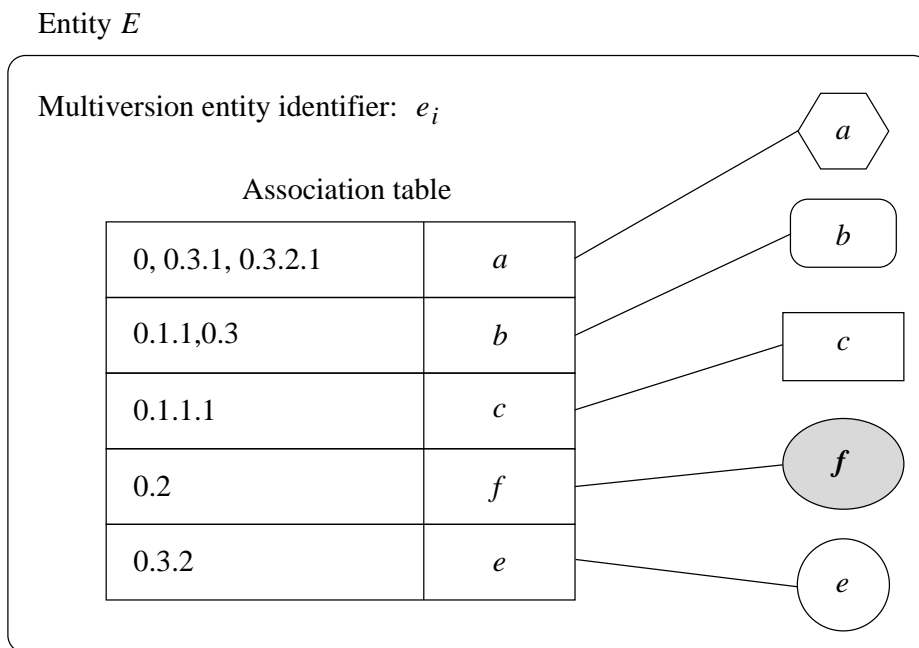 Entity E
Multiversion entity identifier: e_i
Association table
0, 0.3.1, 0.3.2.1 a
0.1.1,0.3 b
0.1.1.1 c
0.2 f
0.3.2 e
a
b
c
f
e